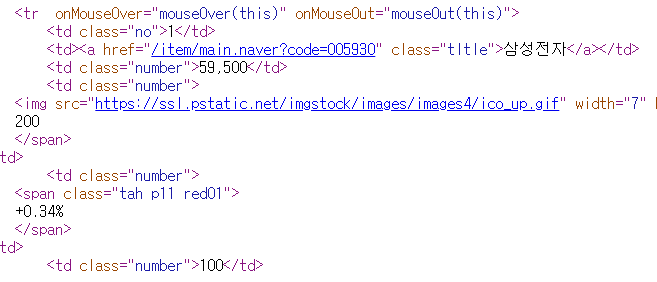 <tr  onMouseOver="mouseOver(this)" onMouseOut="mouseOut(this)">
<td class="no">1</td>
<td><a href="/item/main.naver?code=005930" class="tltle">삼성전자</a></td>
<td class="number">59,500</td>
<td class="number">
<img src="https://ssl.pstatic.net/imgstock/images/images4/ico_up.gif" width="7"
200
</span>
td>
<td class="number">
<span class="tah p11 red01">
+0.34%
</span>
td>
<td class="number">100</td>